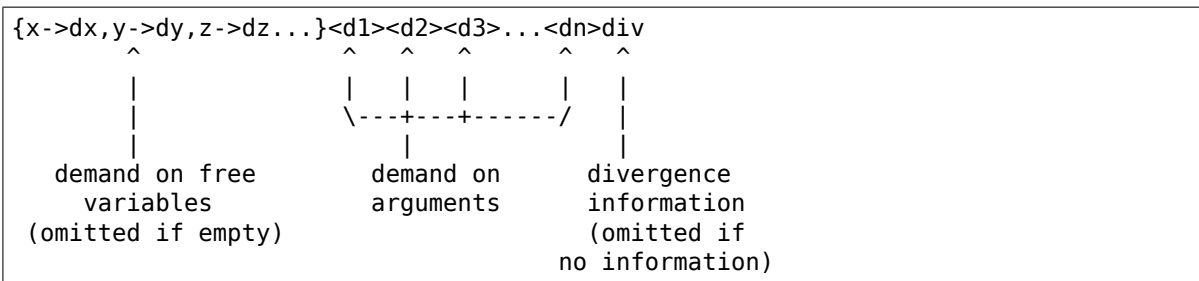 {x->dx,y->dy,z->dz...}<d1><d2><d3>...<dn>div
        ^                ^   ^   ^      ^   ^
        |                |   |   |      |   |
        |                \---+---+------/   |
        |                    |              |
   demand on free         demand on      divergence
     variables            arguments      information
 (omitted if empty)                      (omitted if
                                       no information)